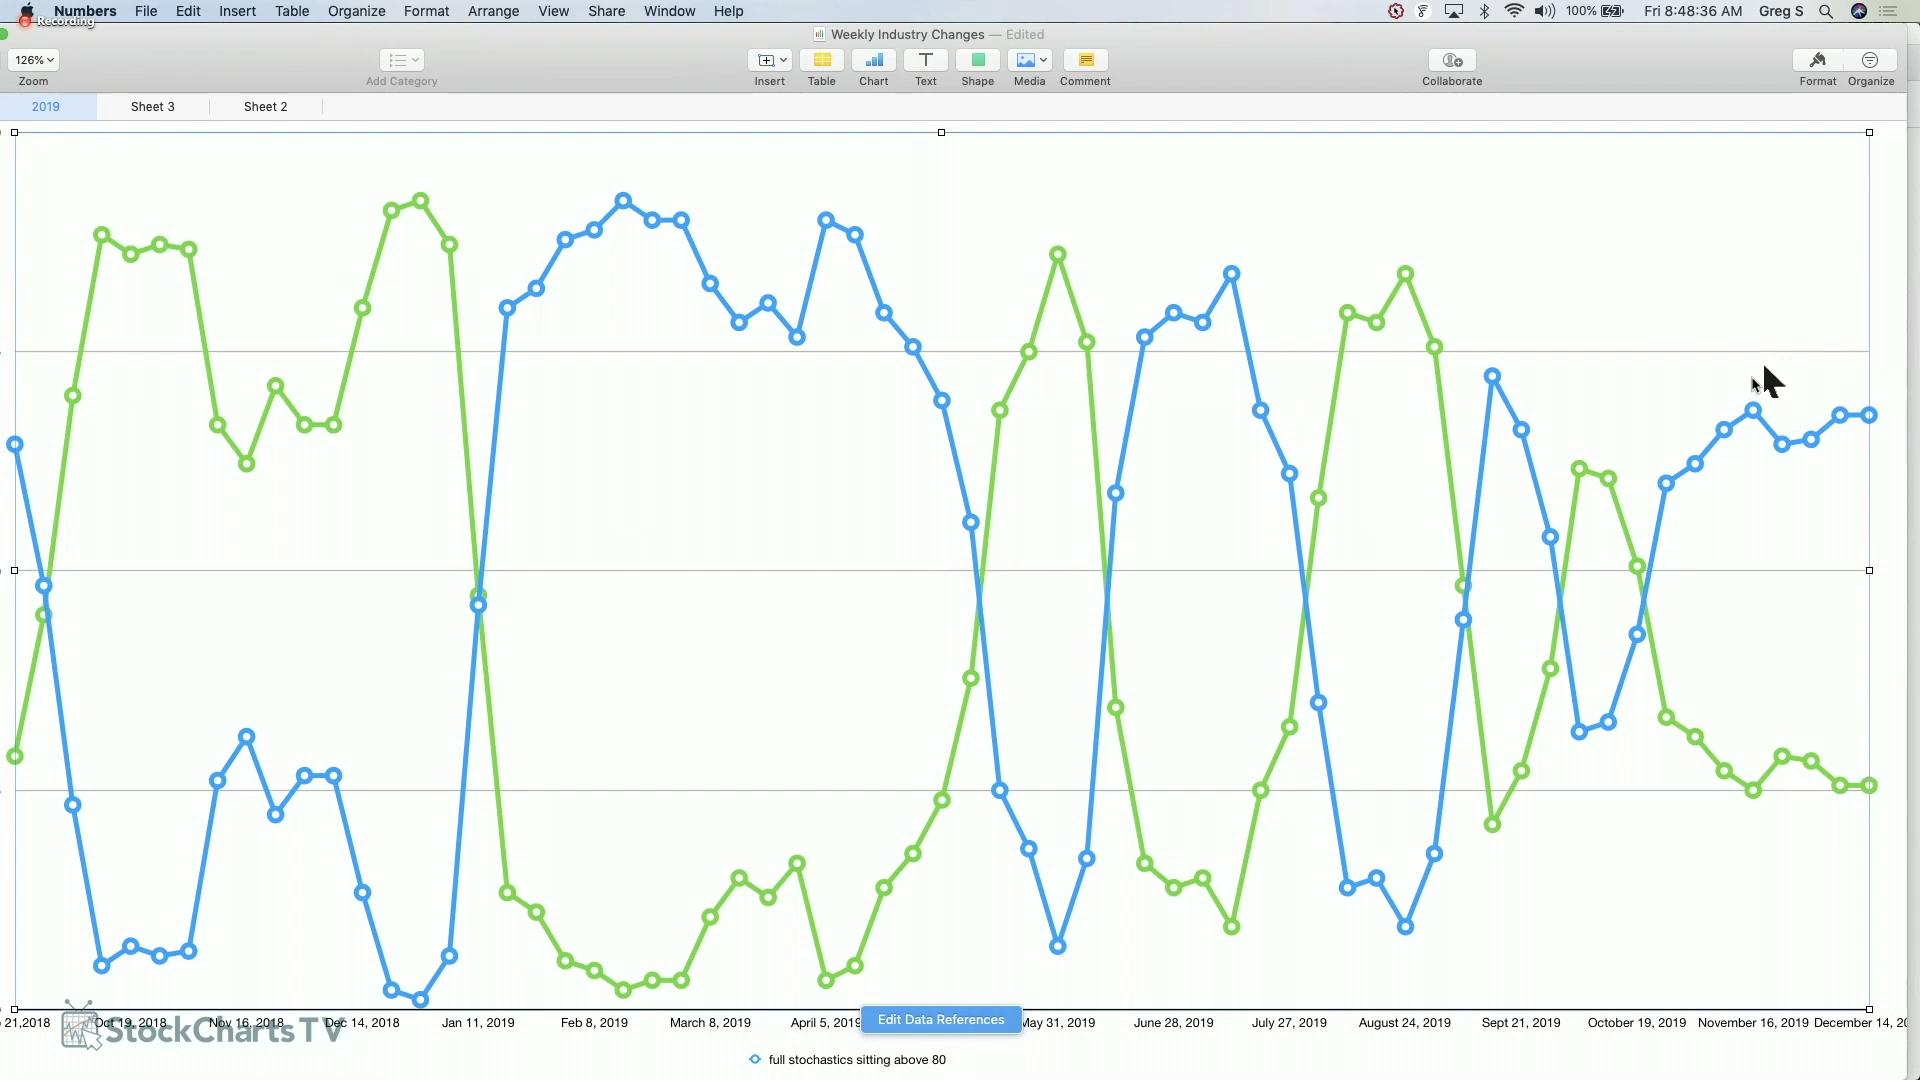 Numbers File Edit Insert Table Organize Format Arrange View Share Window Help 100% Fri 8:48:36 AM Greg S
Recording
Weekly Industry Changes — Edited
126%
Zoom Add Category Insert Table Chart Text Shape Media Comment Collaborate Format Organize
2019 Sheet 3 Sheet 2
21,2018 Oct 19, 2018 Nov 16, 2018 Dec 14, 2018 Jan 11, 2019 Feb 8, 2019 March 8, 2019 April 5, 2019 Edit Data References May 31, 2019 June 28, 2019 July 27, 2019 August 24, 2019 Sept 21, 2019 October 19, 2019 November 16, 2019 December 14, 20
StockCharts TV
full stochastics sitting above 80